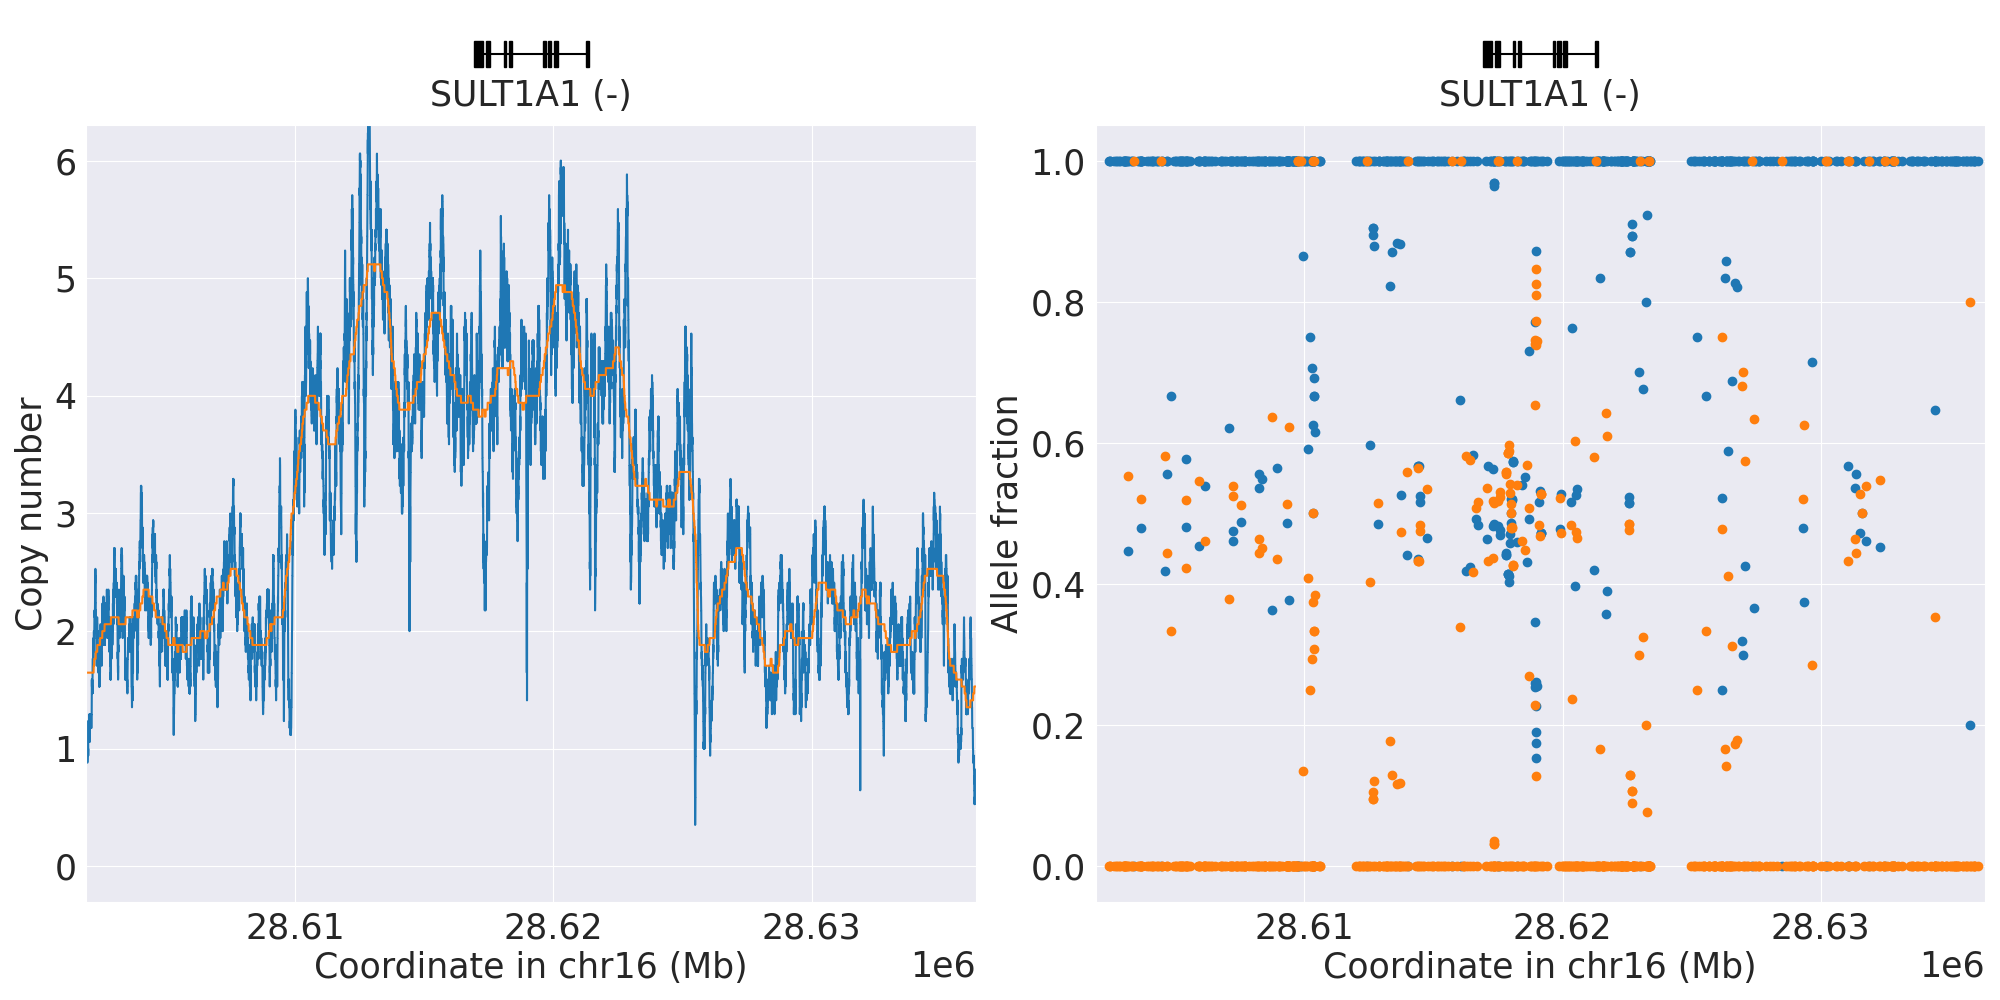 SULT1A1 (-)
SULT1A1 (-)
Copy number
6
5
4
3
2
1
0
28.61
28.62
28.63
Coordinate in chr16 (Mb)
1e6
Allele fraction
1.0
0.8
0.6
0.4
0.2
0.0
28.61
28.62
28.63
Coordinate in chr16 (Mb)
1e6